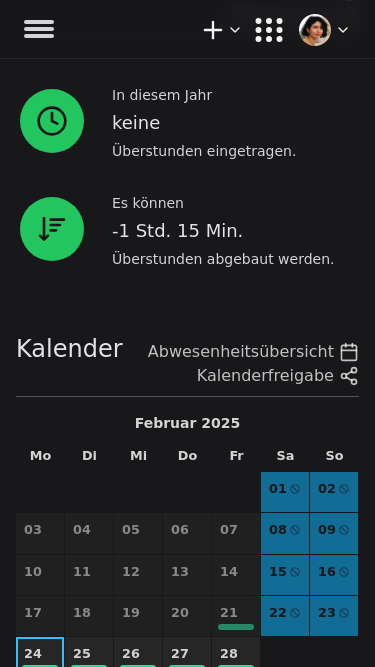 In diesem Jahr
keine
Überstunden eingetragen.
Es können
-1 Std. 15 Min.
Überstunden abgebaut werden.
Kalender
Abwesenheitsübersicht
Kalenderfreigabe
Februar 2025
Mo Di Mi Do Fr Sa So
01 02
03 04 05 06 07 08 09
10 11 12 13 14 15 16
17 18 19 20 21 22 23
24 25 26 27 28